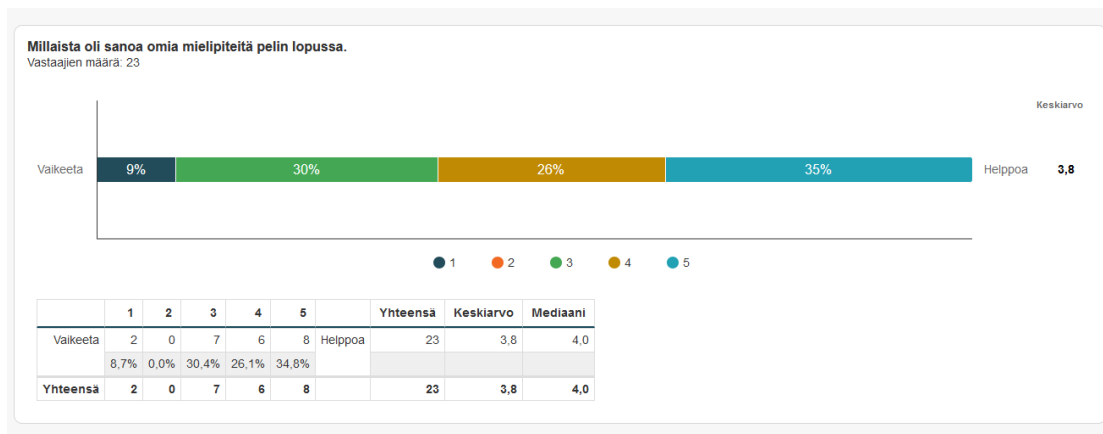 Millaista oli sanoa omia mielipiteitä pelin lopussa.
Vastaajien määrä: 23
Keskiarvo
Vaikeeta 9% 30% 26% 35% Helppoa 3,8
1 2 3 4 5
1 2 3 4 5 Yhteensä Keskiarvo Mediaani
Vaikeeta 2 0 7 6 8 Helppoa 23 3,8 4,0
8,7% 0,0% 30,4% 26,1% 34,8%
Yhteensä 2 0 7 6 8 23 3,8 4,0